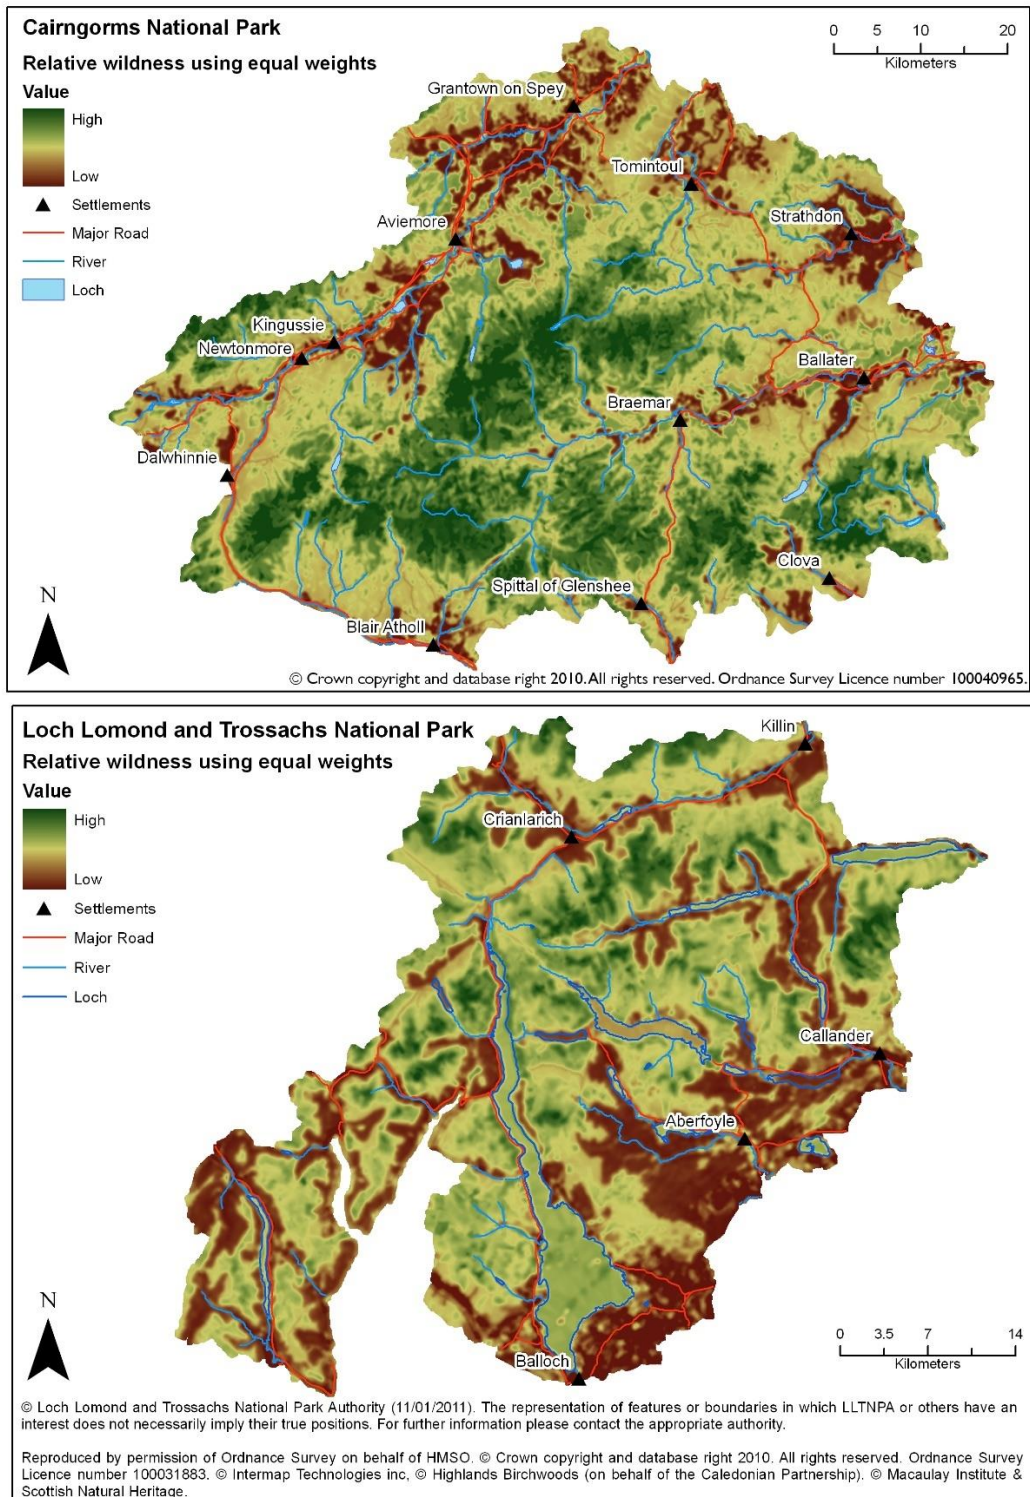 Cairngorms National Park
Relative wildness using equal weights
Value
High
Low
Settlements
Major Road
River
Loch
0 5 10 20
Kilometers
Grantown on Spey
Tomintoul
Strathdon
Aviemore
Kingussie
Newtonmore
Ballater
Braemar
Dalwhinnie
Clova
Spittal of Glenshee
Blair Atholl
N
© Crown copyright and database right 2010. All rights reserved. Ordnance Survey Licence number 100040965.
Loch Lomond and Trossachs National Park
Relative wildness using equal weights
Value
High
Low
Settlements
Major Road
River
Loch
Killin
Crianlarich
Callander
Aberfoyle
Balloch
N
0 3.5 7 14
Kilometers
© Loch Lomond and Trossachs National Park Authority (11/01/2011). The representation of features or boundaries in which LLTNPA or others have an
interest does not necessarily imply their true positions. For further information please contact the appropriate authority.
Reproduced by permission of Ordnance Survey on behalf of HMSO. © Crown copyright and database right 2010. All rights reserved. Ordnance Survey
Licence number 100031883. © Intermap Technologies inc, © Highlands Birchwoods (on behalf of the Caledonian Partnership). © Macaulay Institute &
Scottish Natural Heritage.